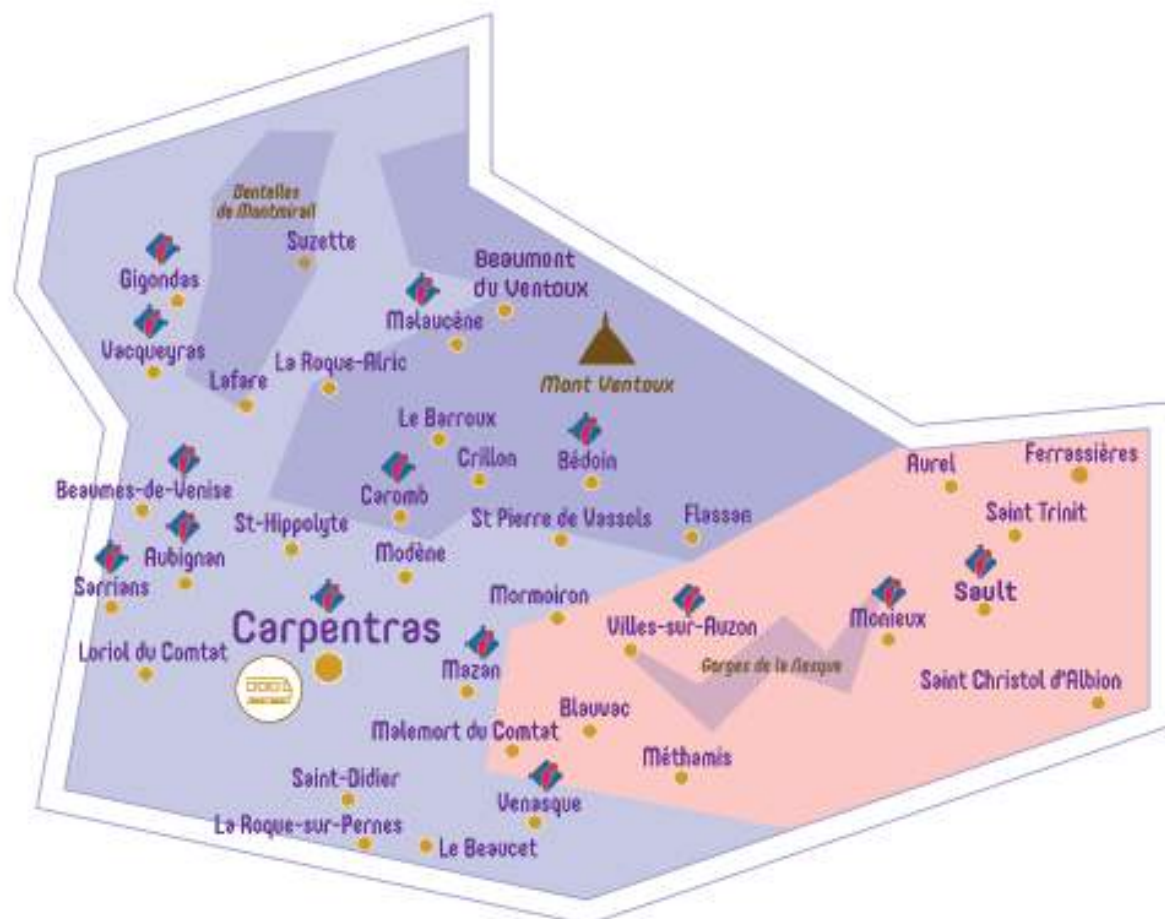 Dentelles
de Montmirail
Suzette
Gigondas
Beaumont
du Ventoux
Malaucène
Vacqueyras
La Roque-Alric
Lafare
Mont Ventoux
Le Barroux
Crillon
Bédoin
Aurel
Ferrassières
Beaumes-de-Venise
Caromb
St-Hippolyte
St Pierre de Vassols
Flassan
Saint Trinit
Aubignan
Modène
Sarrians
Mormoiron
Sault
Carpentras
Villes-sur-Auzon
Monieux
Loriol du Comtat
Mazan
Gorges de la Nesque
Saint Christol d'Albion
Blauvac
Malemort du Comtat
Méthamis
Saint-Didier
Venasque
La Roque-sur-Pernes
Le Beaucet